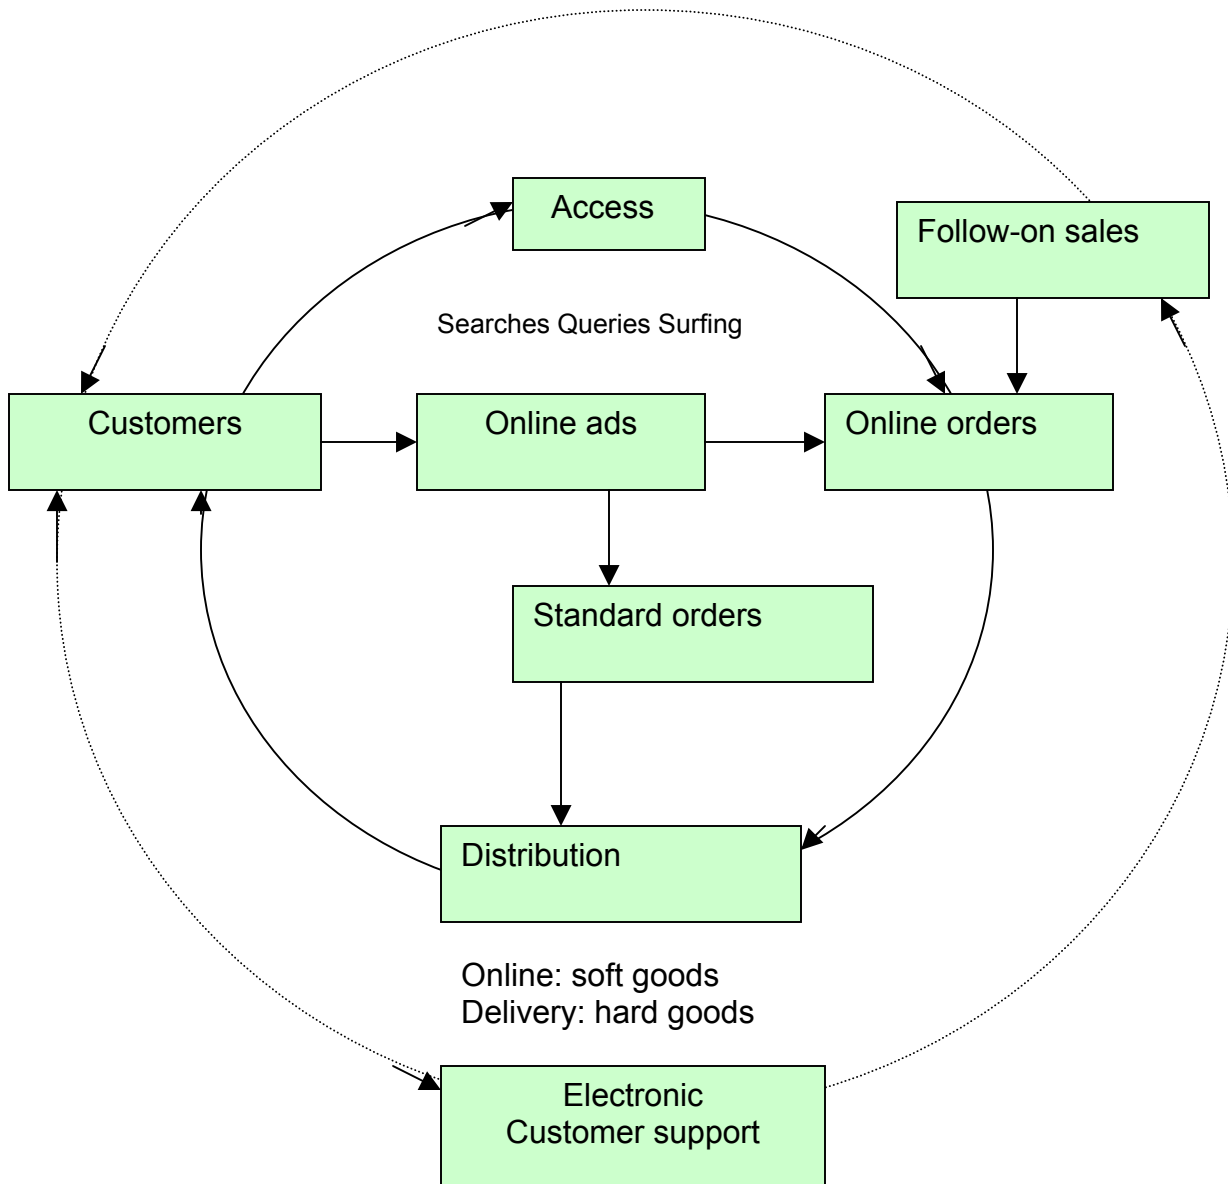 Access
Follow-on sales
Searches Queries Surfing
Customers
Online ads
Online orders
Standard orders
Distribution
Online: soft goods
Delivery: hard goods
Electronic
Customer support